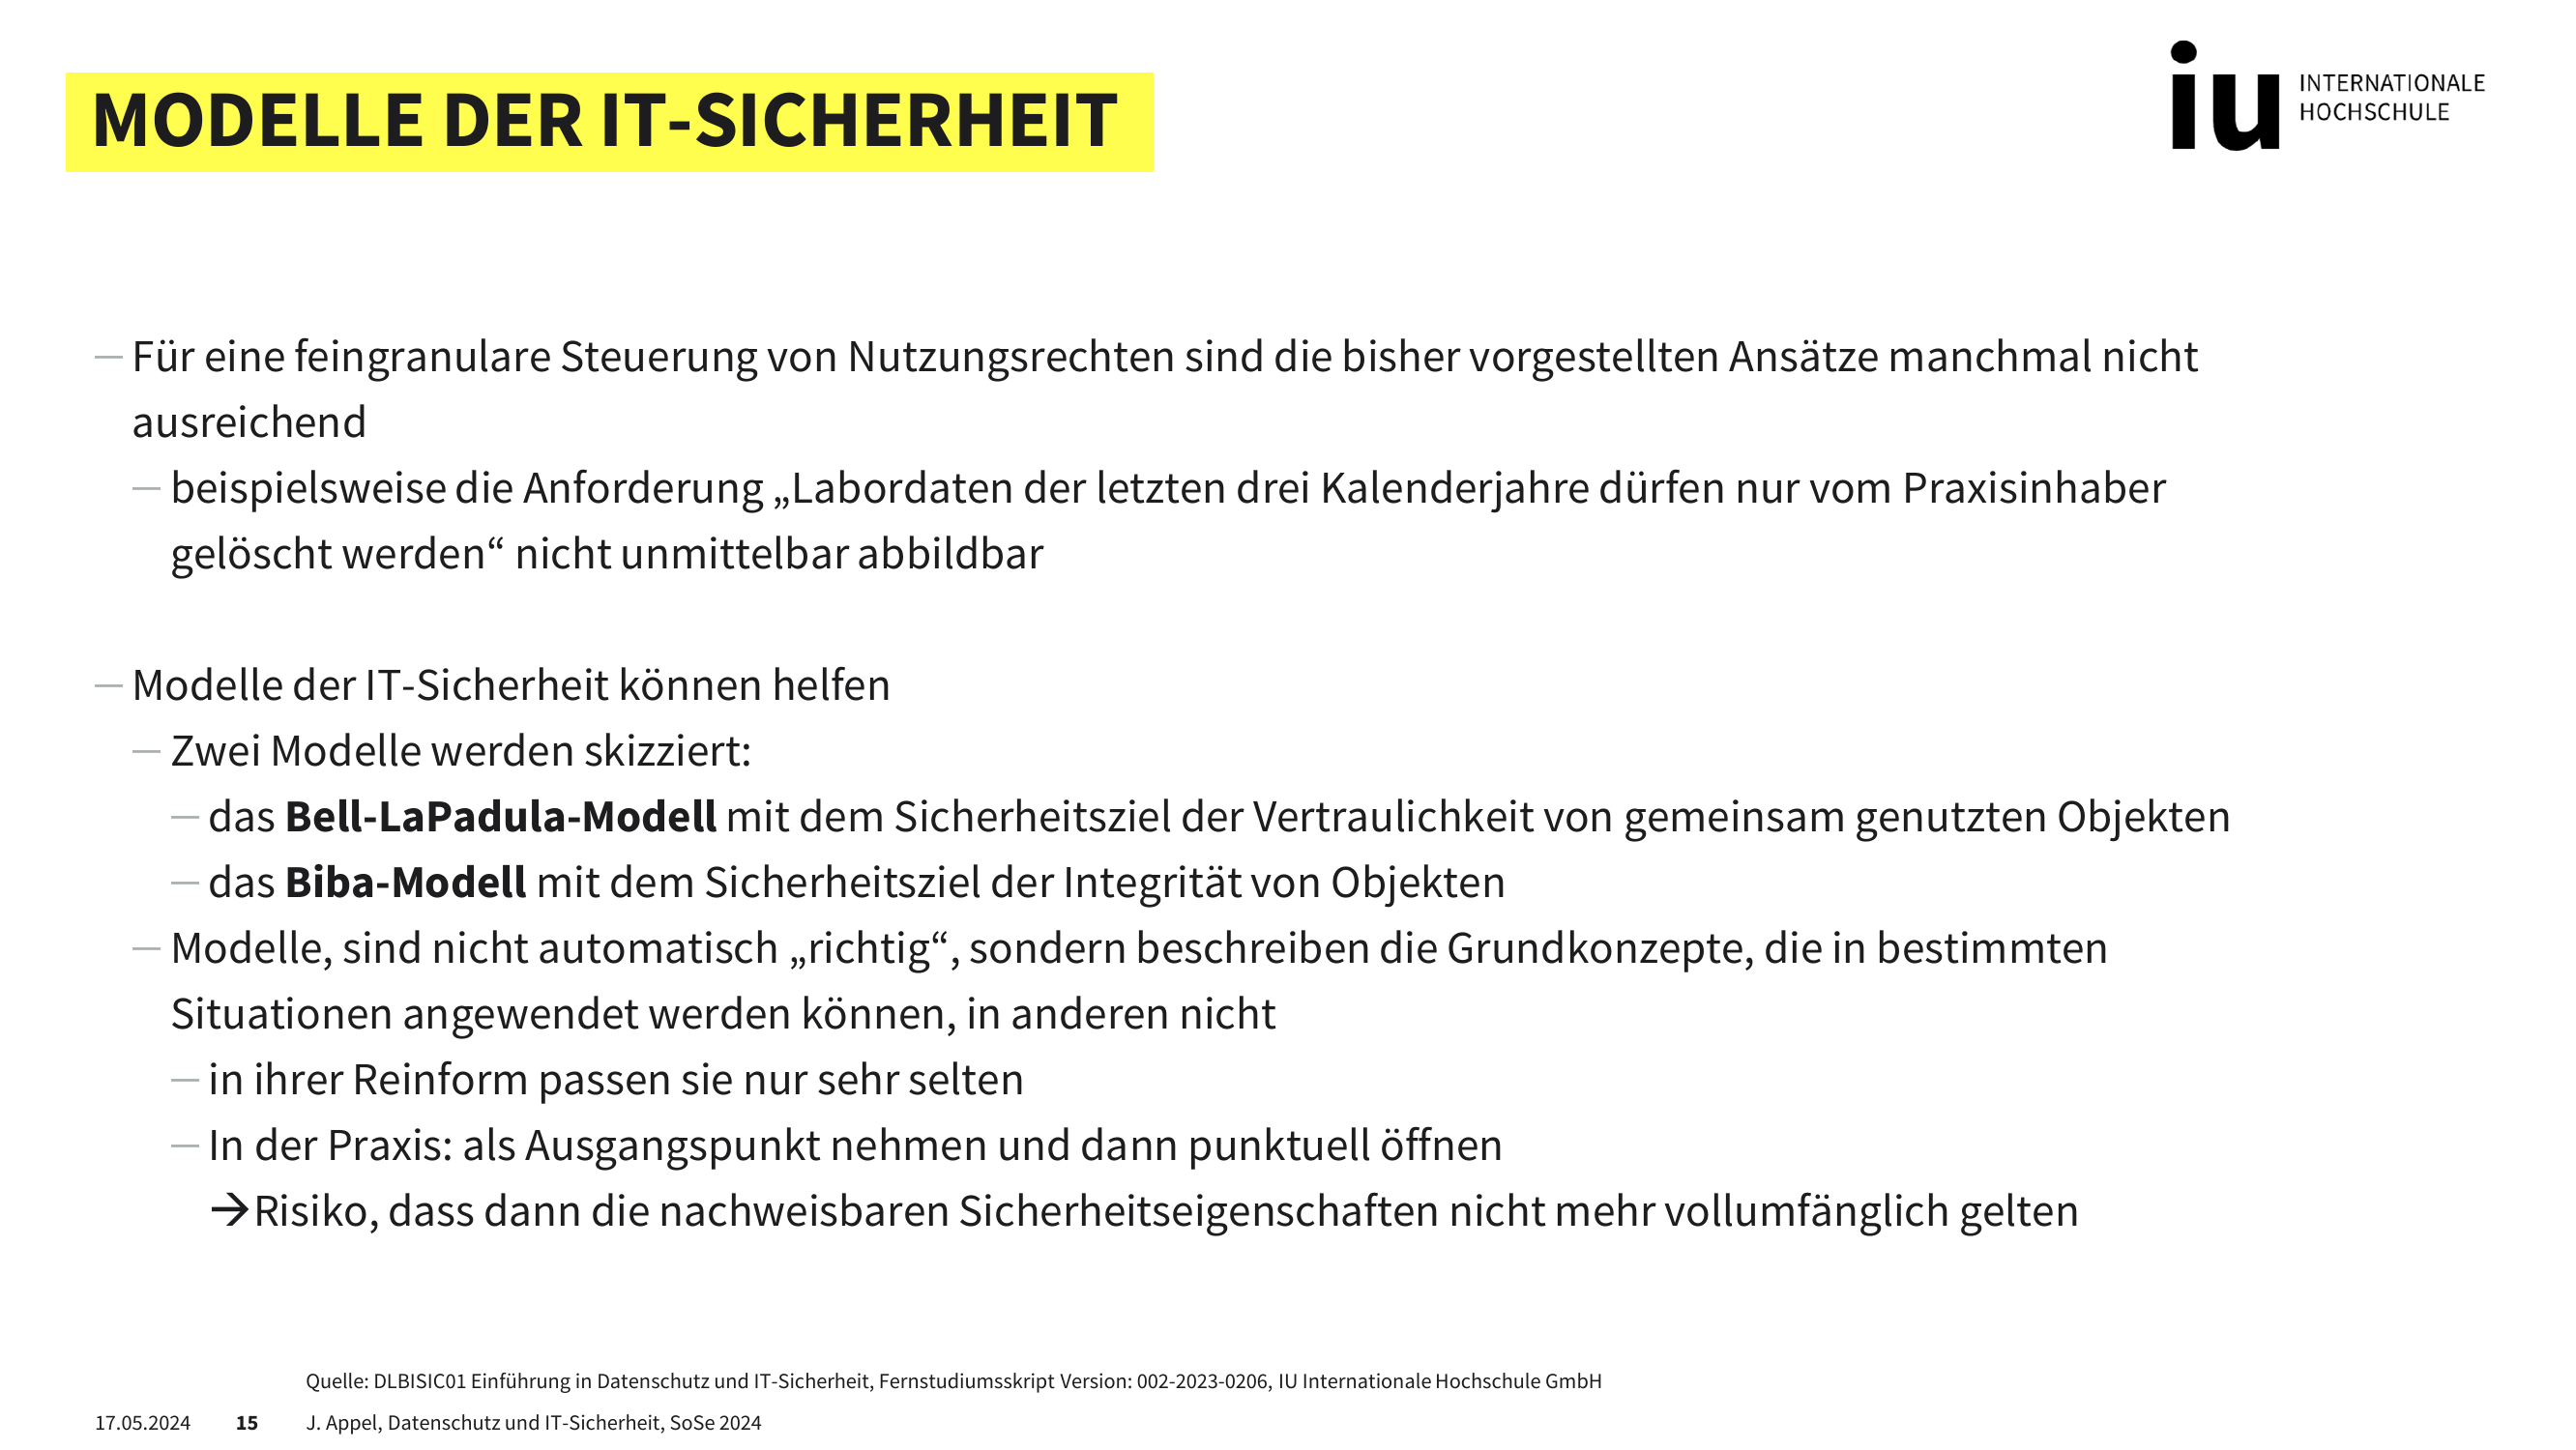 MODELLE DER IT-SICHERHEIT
iu INTERNATIONALE
HOCHSCHULE
— Für eine feingranulare Steuerung von Nutzungsrechten sind die bisher vorgestellten Ansätze manchmal nicht
ausreichend
— beispielsweise die Anforderung „Labordaten der letzten drei Kalenderjahre dürfen nur vom Praxisinhaber
gelöscht werden“ nicht unmittelbar abbildbar
— Modelle der IT-Sicherheit können helfen
— Zwei Modelle werden skizziert:
— das Bell-LaPadula-Modell mit dem Sicherheitsziel der Vertraulichkeit von gemeinsam genutzten Objekten
— das Biba-Modell mit dem Sicherheitsziel der Integrität von Objekten
— Modelle, sind nicht automatisch „richtig“, sondern beschreiben die Grundkonzepte, die in bestimmten
Situationen angewendet werden können, in anderen nicht
— in ihrer Reinform passen sie nur sehr selten
— In der Praxis: als Ausgangspunkt nehmen und dann punktuell öffnen
→ Risiko, dass dann die nachweisbaren Sicherheitseigenschaften nicht mehr vollumfänglich gelten
Quelle: DLBISIC01 Einführung in Datenschutz und IT-Sicherheit, Fernstudiumsskript Version: 002-2023-0206, IU Internationale Hochschule GmbH
17.05.2024 15 J. Appel, Datenschutz und IT-Sicherheit, SoSe 2024